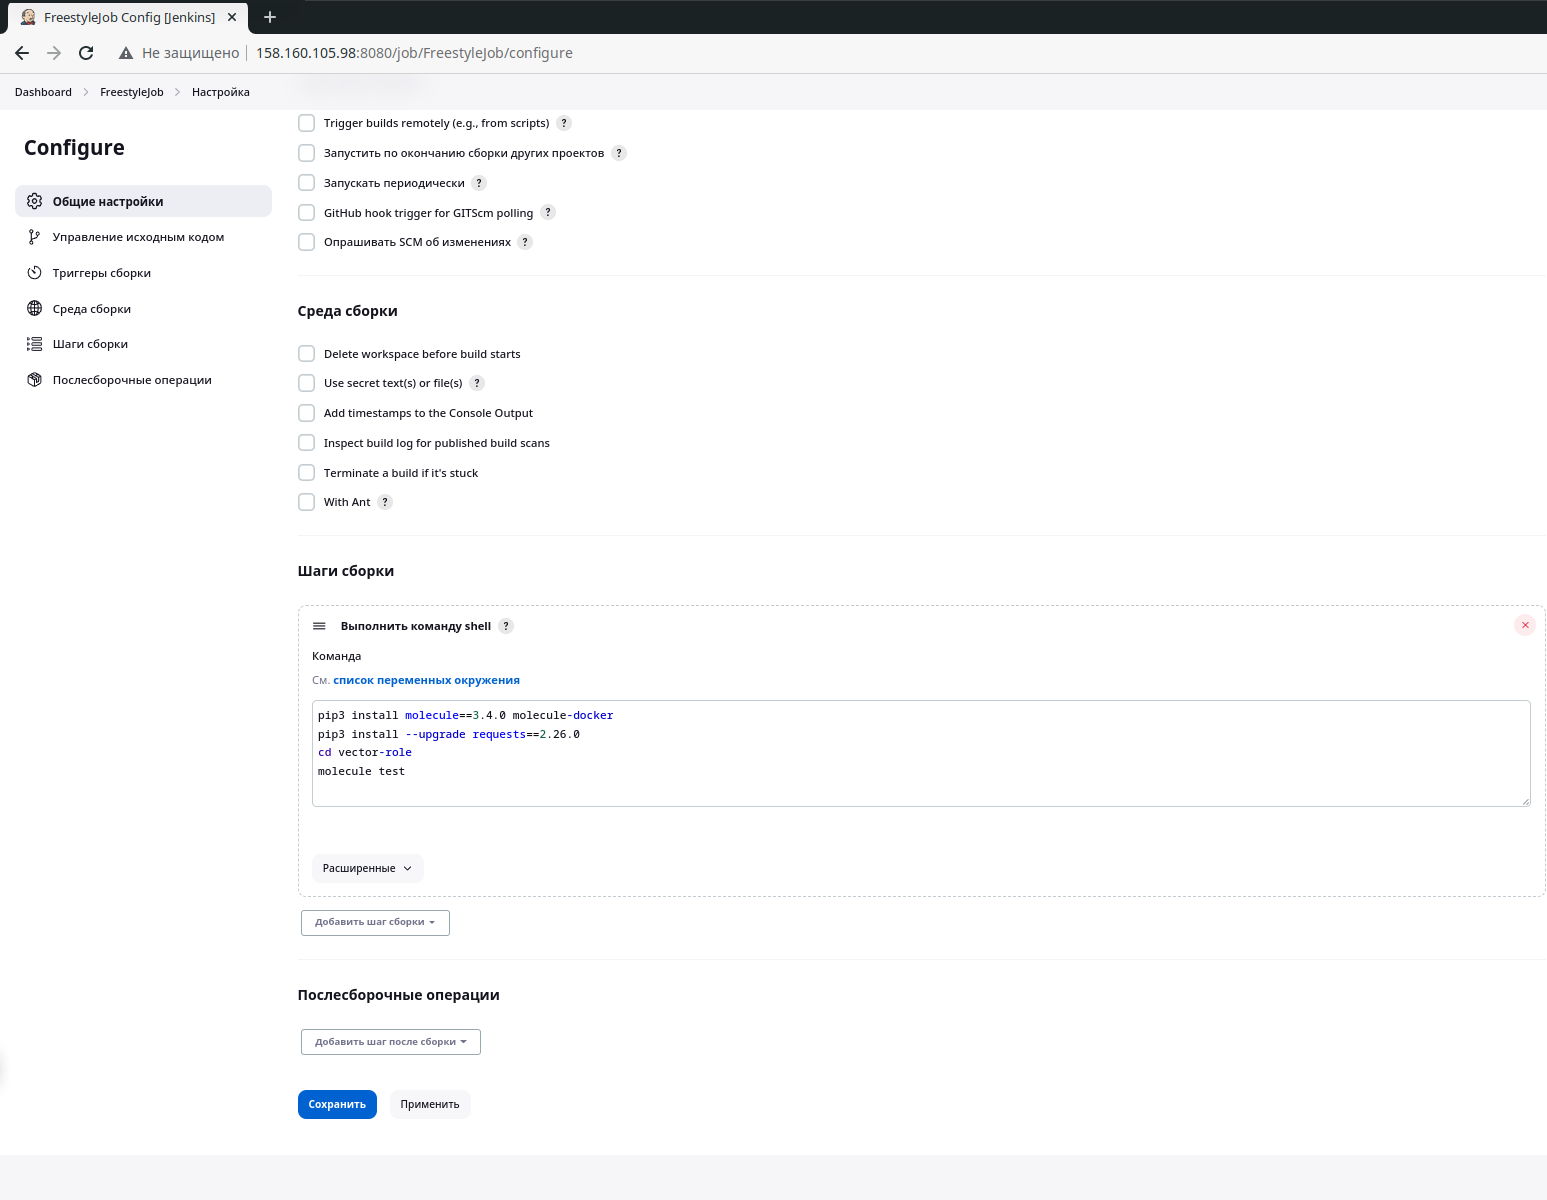 FreestyleJob Config [Jenkins]
Не защищено 158.160.105.98:8080/job/FreestyleJob/configure
Dashboard FreestyleJob Настройка
Configure
Общие настройки
Управление исходным кодом
Триггеры сборки
Среда сборки
Шаги сборки
Послесборочные операции
Trigger builds remotely (e.g., from scripts) ?
Запустить по окончанию сборки других проектов ?
Запускать периодически ?
GitHub hook trigger for GITScm polling ?
Опрашивать SCM об изменениях ?
Среда сборки
Delete workspace before build starts
Use secret text(s) or file(s) ?
Add timestamps to the Console Output
Inspect build log for published build scans
Terminate a build if it's stuck
With Ant ?
Шаги сборки
Выполнить команду shell ?
Команда
См. список переменных окружения
pip3 install molecule==3.4.0 molecule-docker
pip3 install --upgrade requests==2.26.0
cd vector-role
molecule test
Расширенные
Добавить шаг сборки
Послесборочные операции
Добавить шаг после сборки
Сохранить Применить